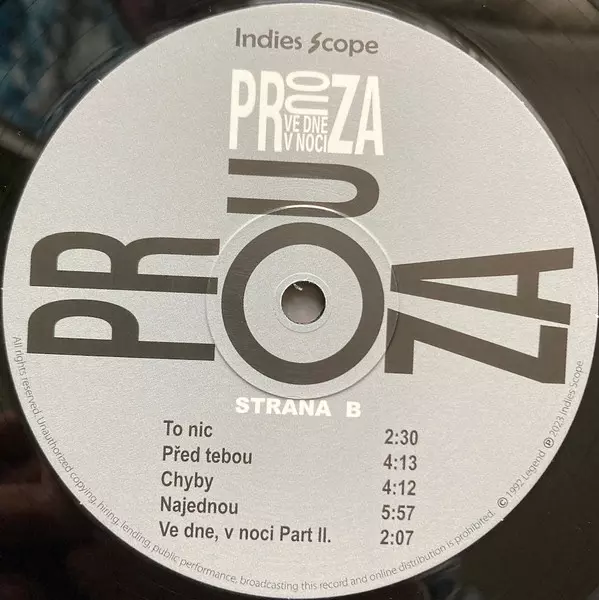 Indies Scope
PROUZA
VE DNE
V NOCI
PROUZA
STRANA B
To nic 2:30
Před tebou 4:13
Chyby 4:12
Najednou 5:57
Ve dne, v noci Part II. 2:07
All rights reserved. Unauthorized copying, hiring, lending, public performance, broadcasting this record and online distribution is prohibited. © 1992 Legend ℗ 2023 Indies Scope